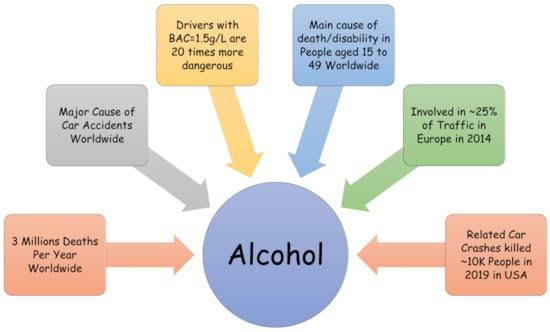 Drivers with
BAC=1.5g/L are
20 times more
dangerous
Main cause of
death/disability in
People aged 15 to
49 Worldwide
Major Cause of
Car Accidents
Worldwide
Involved in ~25%
of Traffic in
Europe in 2014
3 Millions Deaths
Per Year
Worldwide
Alcohol
Related Car
Crashes killed
~10K People in
2019 in USA